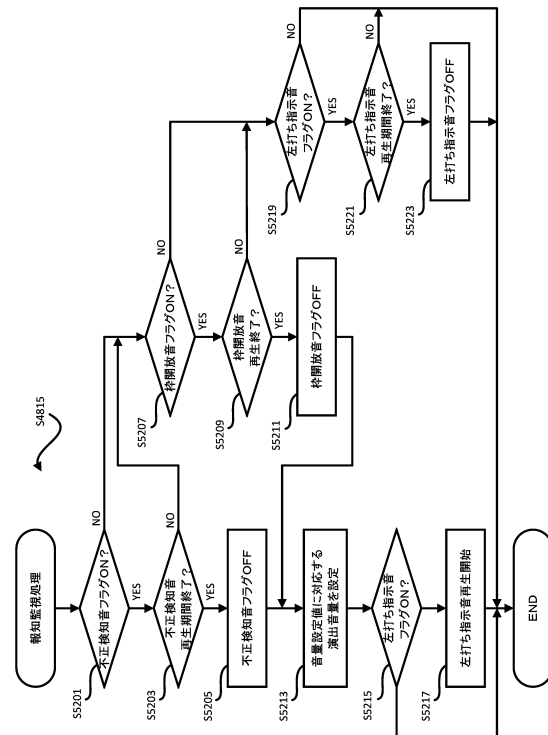 S4815
報知監視処理
S5201
不正検知音フラグON？
NO
YES
S5203
不正検知音
再生期間終了？
NO
YES
S5205
不正検知音フラグOFF
S5207
枠開放音フラグON？
NO
YES
S5209
枠開放音
再生終了？
NO
YES
S5211
枠開放音フラグOFF
S5213
音量設定値に対応する
演出音量を設定
S5215
左打ち指示音
フラグON？
S5217
左打ち指示音再生開始
S5219
左打ち指示音
フラグON？
NO
YES
S5221
左打ち指示音
再生期間終了？
NO
YES
S5223
左打ち指示音フラグOFF
END